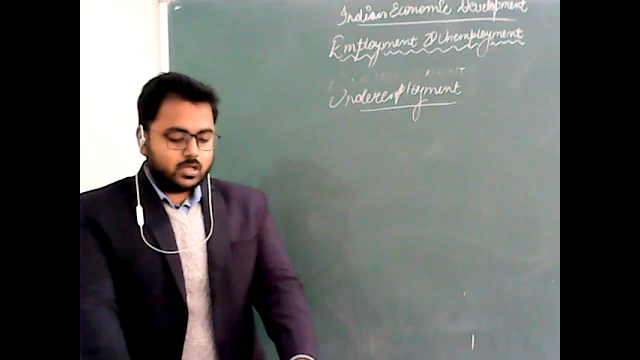 Indian Economic Development
Employment & Unemployment
Underemployment